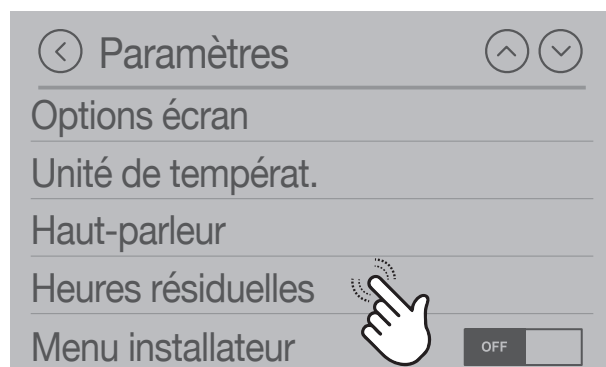 Paramètres
Options écran
Unité de températ.
Haut-parleur
Heures résiduelles
Menu installateur OFF